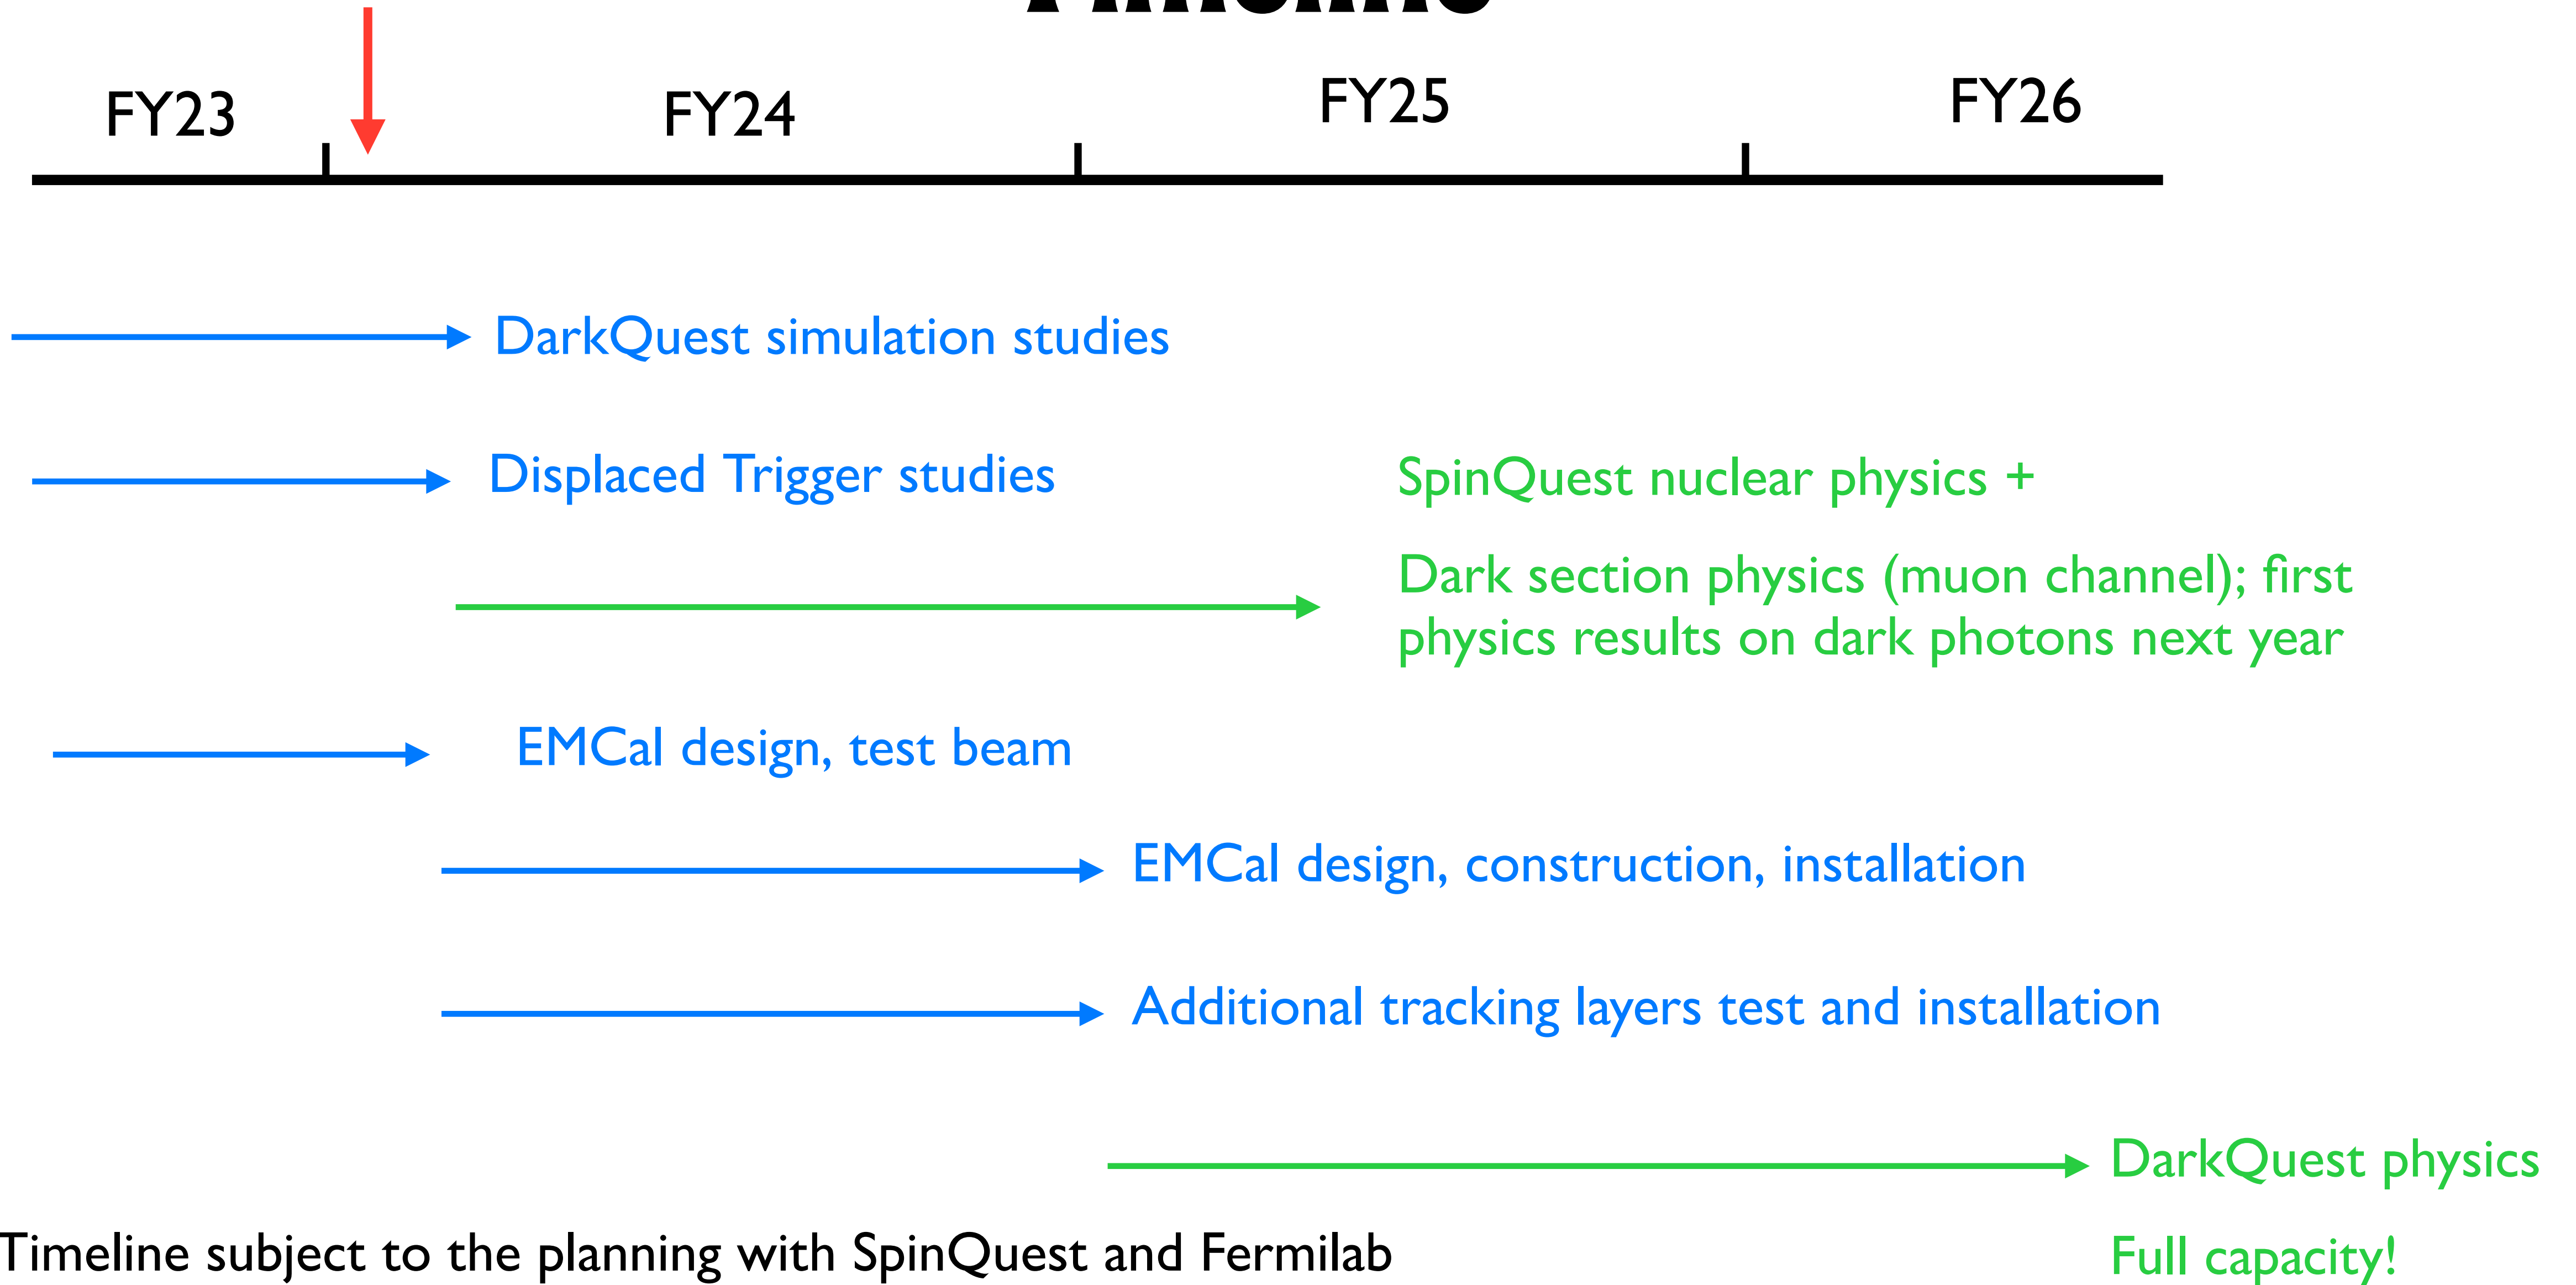 FY23
FY24
FY25
FY26
DarkQuest simulation studies
Displaced Trigger studies
SpinQuest nuclear physics +
Dark section physics (muon channel); first
physics results on dark photons next year
EMCal design, test beam
EMCal design, construction, installation
Additional tracking layers test and installation
DarkQuest physics
Timeline subject to the planning with SpinQuest and Fermilab
Full capacity!